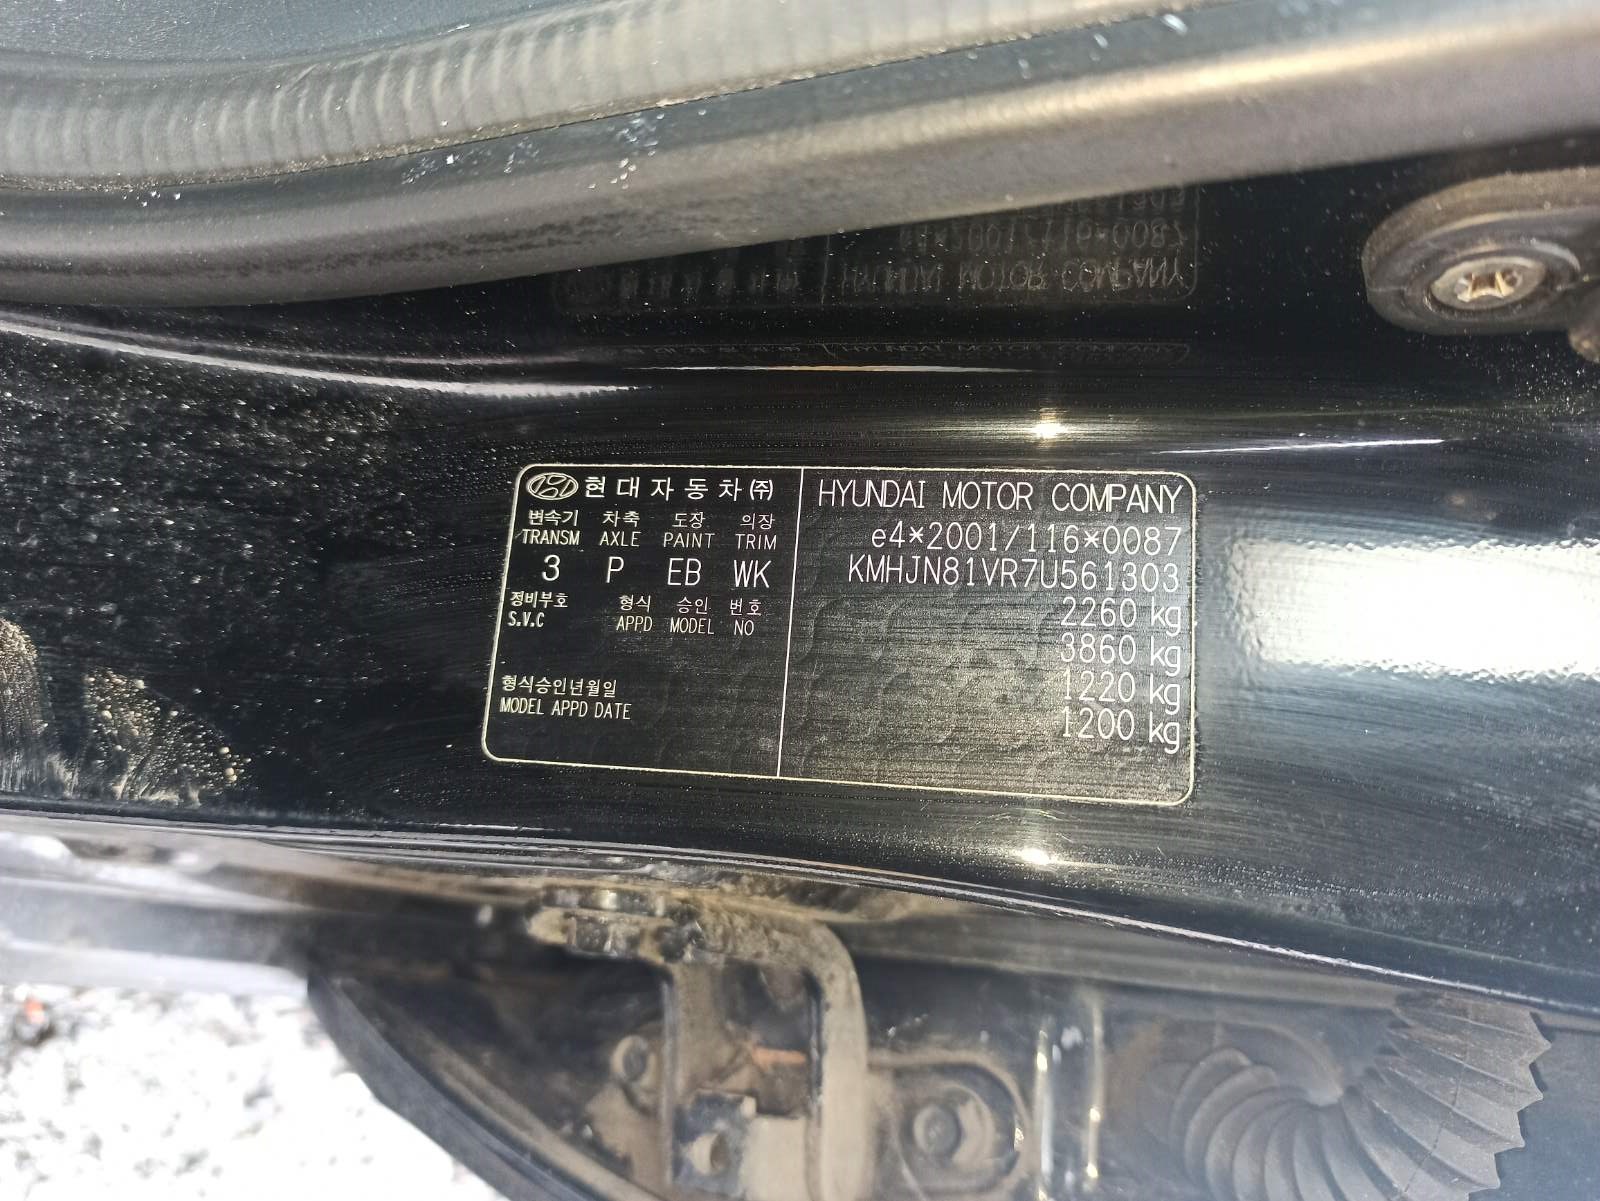 현대자동차㈜
변속기 차축 도장 의장
TRANSM AXLE PAINT TRIM
3 P EB WK
정비부호 형식 승인 번호
S.V.C APPD MODEL NO
형식승인년월일
MODEL APPD DATE
HYUNDAI MOTOR COMPANY
e4*2001/116*0087
KMHJN81VR7U561303
2260 kg
3860 kg
1220 kg
1200 kg